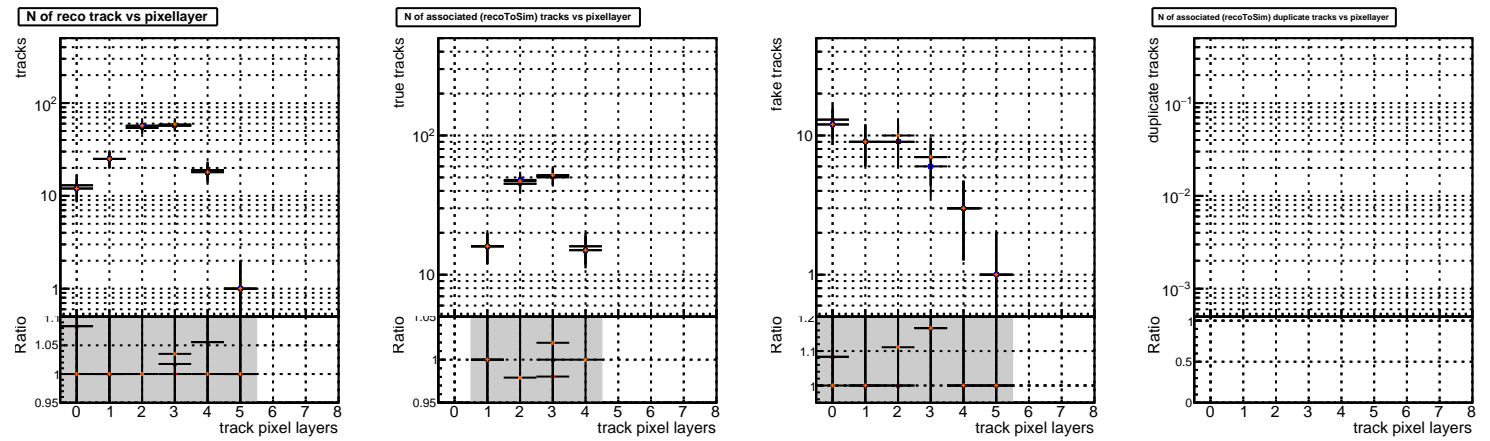 N of reco track vs pixellayer
tracks
10²
10
1
Ratio
1.1
1.05
1
0.95
0 1 2 3 4 5 6 7 8
track pixel layers
N of associated (recoToSim) tracks vs pixellayer
true tracks
10²
10
Ratio
1.05
1
0.95
0 1 2 3 4 5 6 7 8
track pixel layers
fake tracks
10
1
Ratio
1.2
1.1
1
0 1 2 3 4 5 6 7 8
track pixel layers
N of associated (recoToSim) duplicate tracks vs pixellayer
duplicate tracks
10⁻¹
10⁻²
10⁻³
Ratio
1
0.5
0
0 1 2 3 4 5 6 7 8
track pixel layers